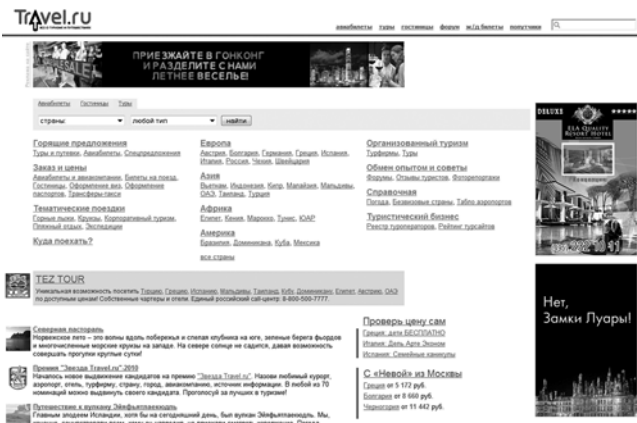 Travel.ru
ВСЕ О ТУРИЗМЕ И ПУТЕШЕСТВИЯХ
авиабилеты туры гостиницы форум ж/д билеты попутчики
ПРИЕЗЖАЙТЕ В ГОНКОНГ
И РАЗДЕЛИТЕ С НАМИ
ЛЕТНЕЕ ВЕСЕЛЬЕ!
Авиабилеты Гостиницы Туры
страны: любой тип найти
Горящие предложения
Туры и путевки, Авиабилеты, Спецпредложения
Заказ и цены
Авиабилеты и авиакомпании, Билеты на поезд,
Гостиницы, Оформление виз, Оформление
паспортов, Трансферы-такси
Тематические поездки
Горные лыжи, Круизы, Корпоративный туризм,
Пляжный отдых, Экспедиции
Куда поехать?
Европа
Австрия, Болгария, Германия, Греция, Испания,
Италия, Россия, Чехия, Швейцария
Азия
Вьетнам, Индонезия, Кипр, Малайзия, Мальдивы,
ОАЭ, Таиланд, Турция
Африка
Египет, Кения, Марокко, Тунис, ЮАР
Америка
Бразилия, Доминикана, Куба, Мексика
все страны
Организованный туризм
Турфирмы, Туры
Обмен опытом и советы
Форумы, Отзывы туристов, Фоторепортажи
Справочная
Погода, Безвизовые страны, Табло аэропортов
Туристический бизнес
Реестр туроператоров, Рейтинг турсайтов
DELUXE
ELA QUALITY
RESORT HOTEL
TEZ TOUR
Уникальная возможность посетить Турцию, Грецию, Испанию, Мальдивы, Таиланд, Кубу, Доминикану, Египет, Австрию, ОАЭ
по доступным ценам! Собственные чартеры и отели. Единый российский call-центр: 8-800-500-7777.
Нет,
Замки Луары!
Северная пастораль
Норвежское лето – это волны вдоль побережья и спелая клубника на юге, зеленые берега фьордов
и многочисленные морские круизы на западе. На севере солнце не садится, давая возможность
совершать прогулки круглые сутки!
Премия "Звезда Travel.ru"-2010
Началось новое выдвижение кандидатов на премию "Звезда Travel.ru". Назови любимый курорт,
аэропорт, отель, турфирму, страну, город, авиакомпанию, источник информации. В любой из 70
номинаций можно выдвинуть своего кандидата. Проголосуй за лучших в туризме!
Путешествие к вулкану Эйяфьятлаейокудль
Главным злодеем Исландии, хотя бы на сегодняшний день, был вулкан Эйяфьятлаейокудль. Мы,
Проверь цену сам
Греция: дети БЕСПЛАТНО
Италия: Дель Арте Эконом
Испания: Семейные каникулы
С «Невой» из Москвы
Греция от 5 172 руб.
Болгария от 8 660 руб.
Черногория от 11 442 руб.